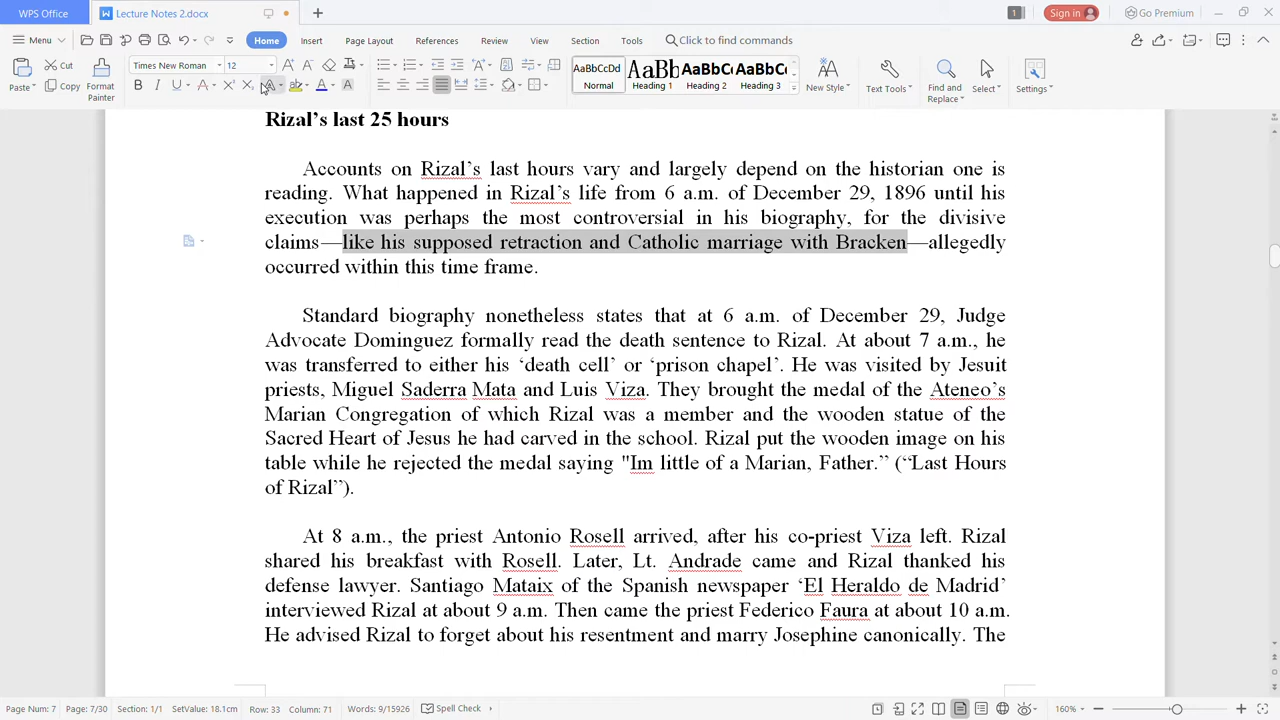 WPS Office
Lecture Notes 2.docx
1
Sign in
Go Premium
Menu
Home
Insert
Page Layout
References
Review
View
Section
Tools
Click to find commands
Paste
Cut
Copy
Format Painter
Times New Roman
12
AaBbCcDd
Normal
AaBb
Heading 1
AaBbC
Heading 2
AaBbC
Heading 3
New Style
Text Tools
Find and Replace
Select
Settings
Rizal’s last 25 hours
Accounts on Rizal’s last hours vary and largely depend on the historian one is
reading. What happened in Rizal’s life from 6 a.m. of December 29, 1896 until his
execution was perhaps the most controversial in his biography, for the divisive
claims—like his supposed retraction and Catholic marriage with Bracken—allegedly
occurred within this time frame.
Standard biography nonetheless states that at 6 a.m. of December 29, Judge
Advocate Dominguez formally read the death sentence to Rizal. At about 7 a.m., he
was transferred to either his ‘death cell’ or ‘prison chapel’. He was visited by Jesuit
priests, Miguel Saderra Mata and Luis Viza. They brought the medal of the Ateneo’s
Marian Congregation of which Rizal was a member and the wooden statue of the
Sacred Heart of Jesus he had carved in the school. Rizal put the wooden image on his
table while he rejected the medal saying "Im little of a Marian, Father.” (“Last Hours
of Rizal”).
At 8 a.m., the priest Antonio Rosell arrived, after his co-priest Viza left. Rizal
shared his breakfast with Rosell. Later, Lt. Andrade came and Rizal thanked his
defense lawyer. Santiago Mataix of the Spanish newspaper ‘El Heraldo de Madrid’
interviewed Rizal at about 9 a.m. Then came the priest Federico Faura at about 10 a.m.
He advised Rizal to forget about his resentment and marry Josephine canonically. The
Page Num: 7
Page: 7/30
Section: 1/1
SetValue: 18.1cm
Row: 33
Column: 71
Words: 9/15926
Spell Check
160%